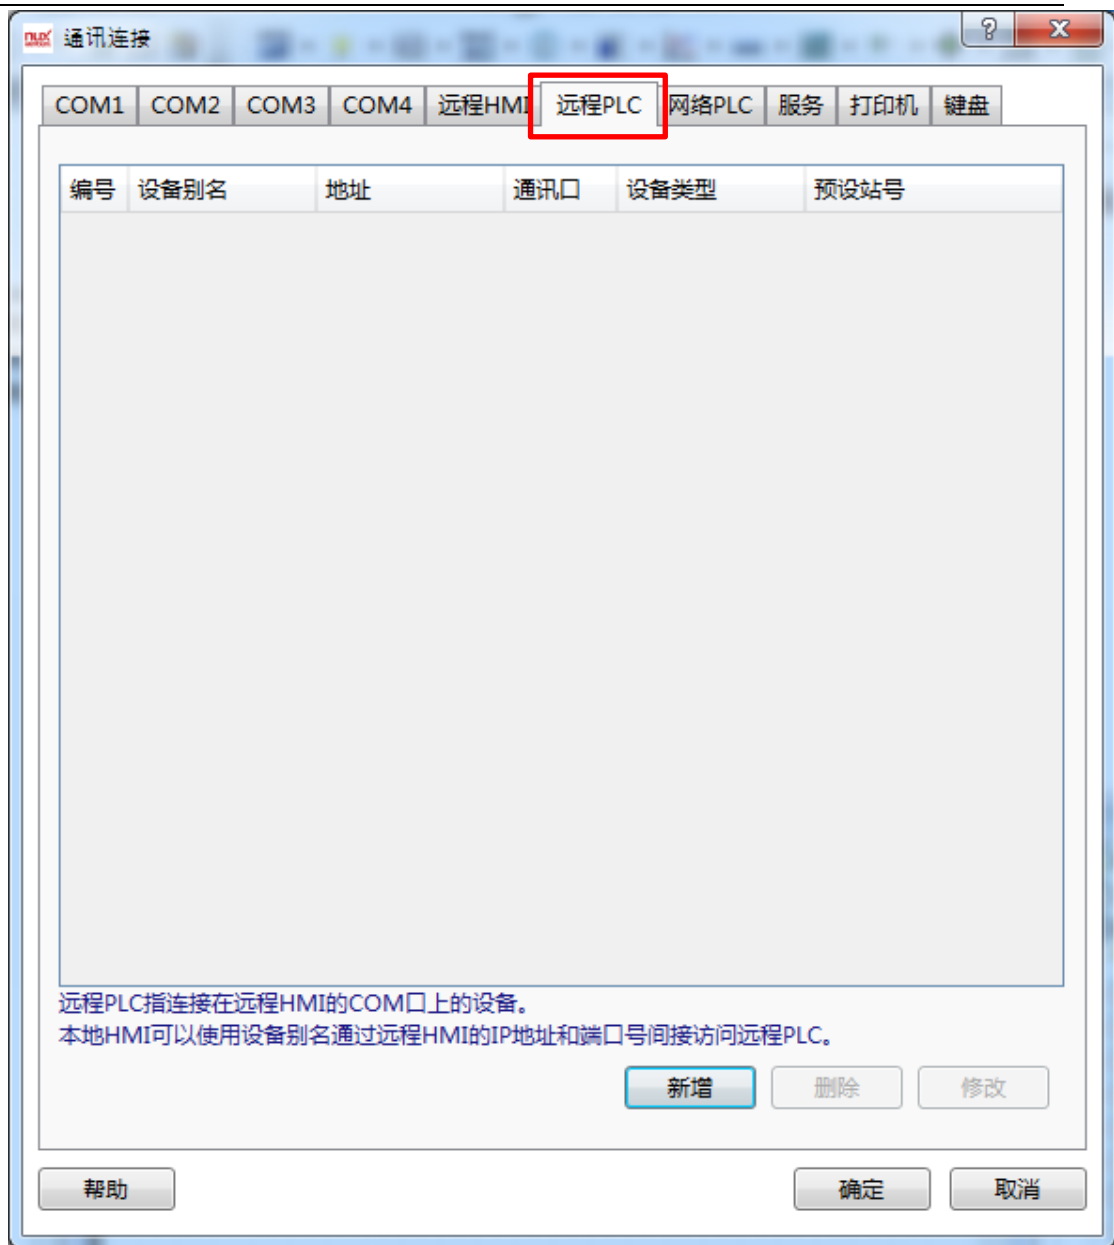 通讯连接
COM1 COM2 COM3 COM4 远程HMI 远程PLC 网络PLC 服务 打印机 键盘
编号 设备别名 地址 通讯口 设备类型 预设站号
远程PLC指连接在远程HMI的COM口上的设备。
本地HMI可以使用设备别名通过远程HMI的IP地址和端口号间接访问远程PLC。
新增 删除 修改
帮助 确定 取消